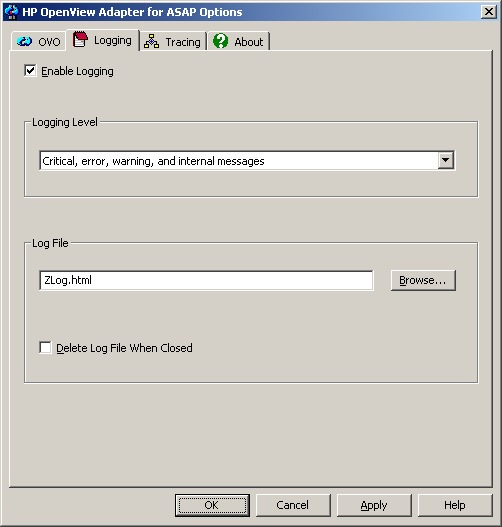 HP OpenView Adapter for ASAP Options
OVO Logging Tracing About
Enable Logging
Logging Level
Critical, error, warning, and internal messages
Log File
ZLog.html Browse...
Delete Log File When Closed
OK Cancel Apply Help